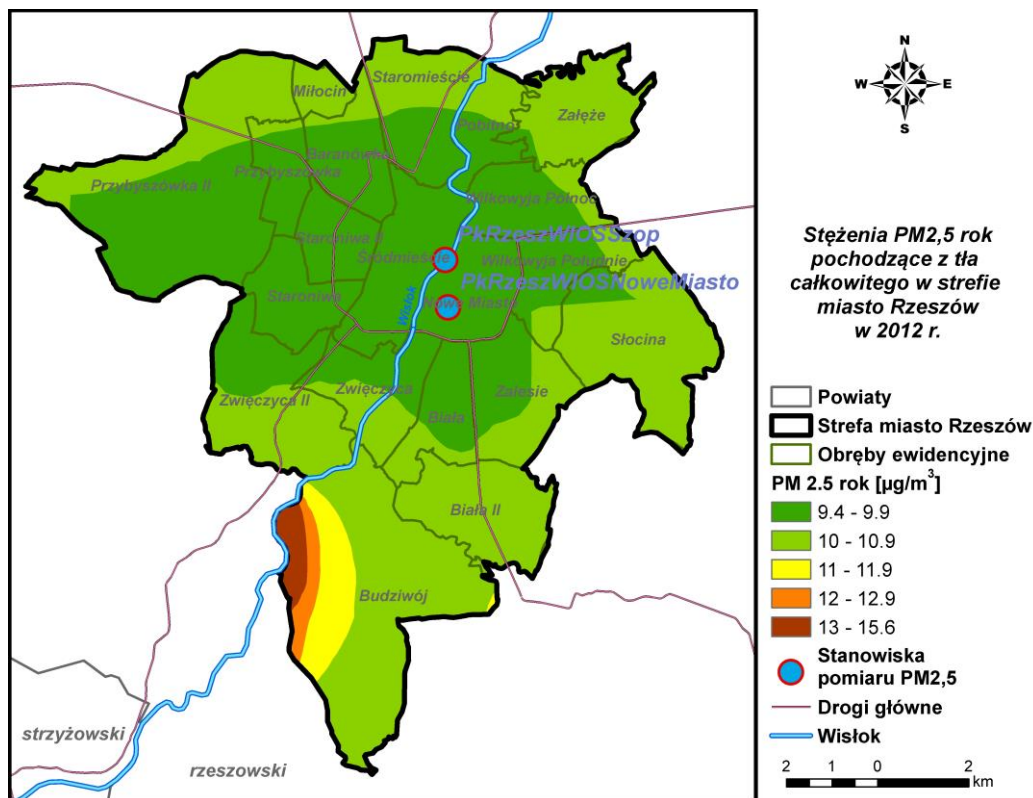 Staromieście
Miłocin
Załęże
Pobitno
Baranówka
Przybyszówka
Przybyszówka II
Wilkowyja Północ
PkRzeszWIOSSzop
Staroniwa II
Śródmieście
Wilkowyja Południe
PkRzeszWIOSNoweMiasto
Staroniwa
Nowe Miasto
Wisłok
Słocina
Zwięczyca
Zalesie
Zwięczyca II
Biała
Biała II
Budziwój
strzyżowski
rzeszowski
N
W E
S
Stężenia PM2,5 rok
pochodzące z tła
całkowitego w strefie
miasto Rzeszów
w 2012 r.
Powiaty
Strefa miasto Rzeszów
Obręby ewidencyjne
PM 2.5 rok [µg/m³]
9.4 - 9.9
10 - 10.9
11 - 11.9
12 - 12.9
13 - 15.6
Stanowiska
pomiaru PM2,5
Drogi główne
Wisłok
2 1 0 2
km